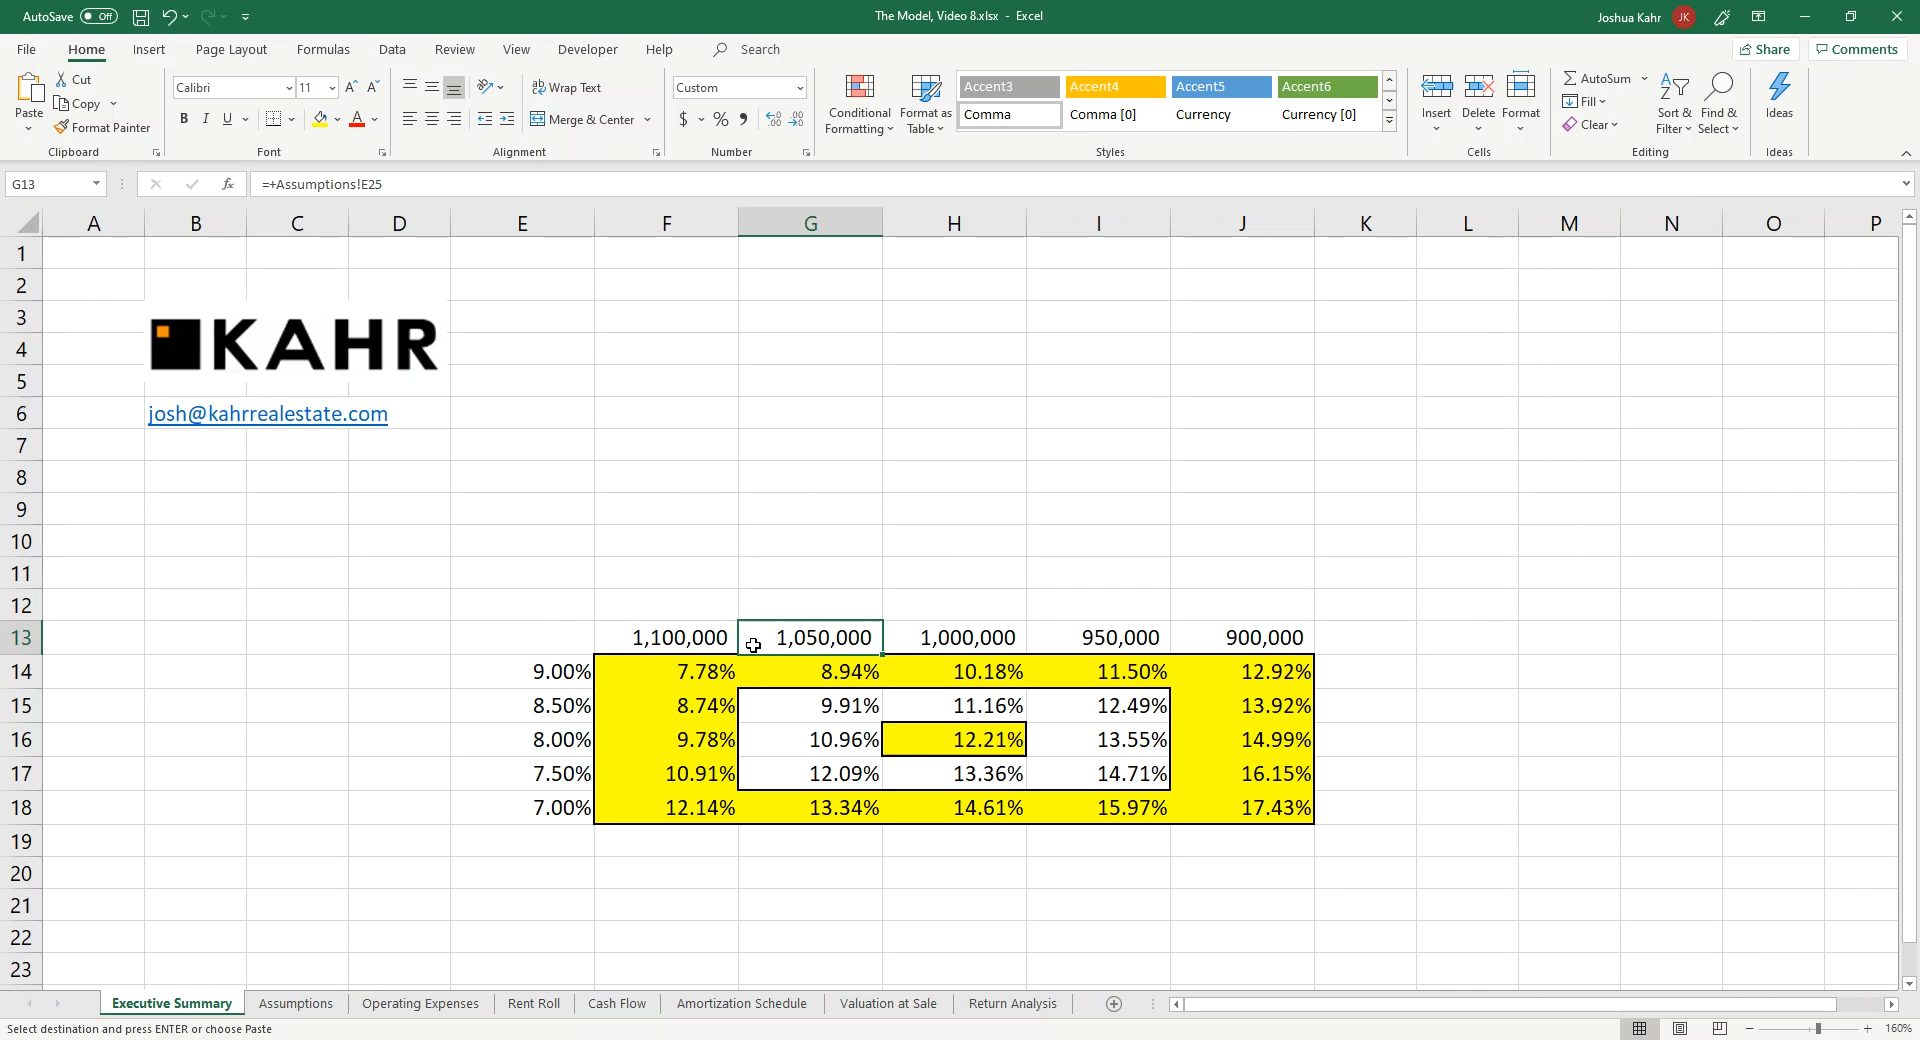 AutoSave Off
The Model, Video 8.xlsx - Excel
Joshua Kahr JK
File Home Insert Page Layout Formulas Data Review View Developer Help Search
Share Comments
Paste
Cut
Copy
Format Painter
Clipboard
Calibri 11
B I U
Font
Wrap Text
Merge & Center
Alignment
Custom
$ % 9
Number
Conditional
Formatting
Format as
Table
Accent3 Accent4 Accent5 Accent6
Comma Comma [0] Currency Currency [0]
Styles
Insert Delete Format
Cells
AutoSum
Fill
Clear
Sort &
Filter
Find &
Select
Editing
Ideas
Ideas
G13 fx =+Assumptions!E25
A B C D E F G H I J K L M N O P
1
2
3
KAHR
4
5
6 josh@kahrrealestate.com
7
8
9
10
11
12
13 1,100,000 1,050,000 1,000,000 950,000 900,000
14 9.00% 7.78% 8.94% 10.18% 11.50% 12.92%
15 8.50% 8.74% 9.91% 11.16% 12.49% 13.92%
16 8.00% 9.78% 10.96% 12.21% 13.55% 14.99%
17 7.50% 10.91% 12.09% 13.36% 14.71% 16.15%
18 7.00% 12.14% 13.34% 14.61% 15.97% 17.43%
19
20
21
22
23
Executive Summary Assumptions Operating Expenses Rent Roll Cash Flow Amortization Schedule Valuation at Sale Return Analysis
Select destination and press ENTER or choose Paste
160%